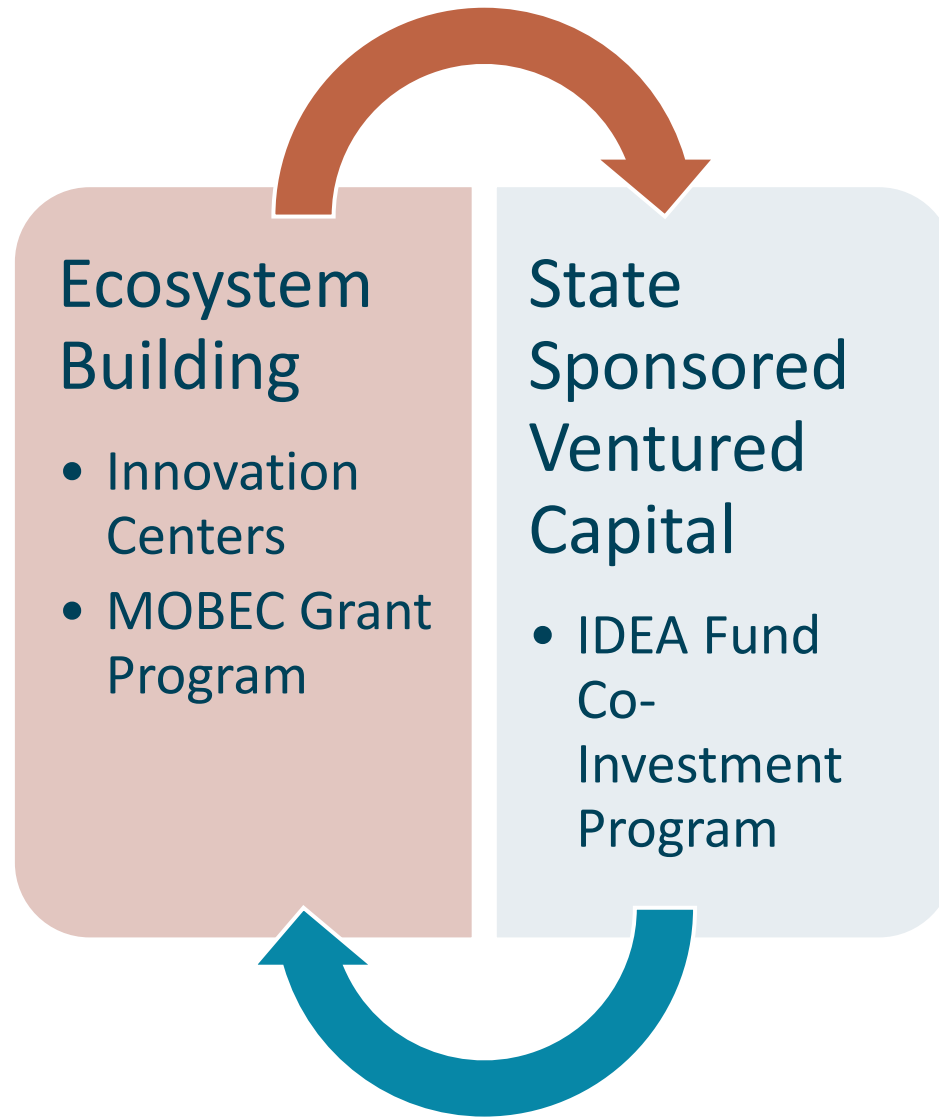 Ecosystem
Building
• Innovation
Centers
• MOBEC Grant
Program
State
Sponsored
Ventured
Capital
• IDEA Fund
Co-
Investment
Program